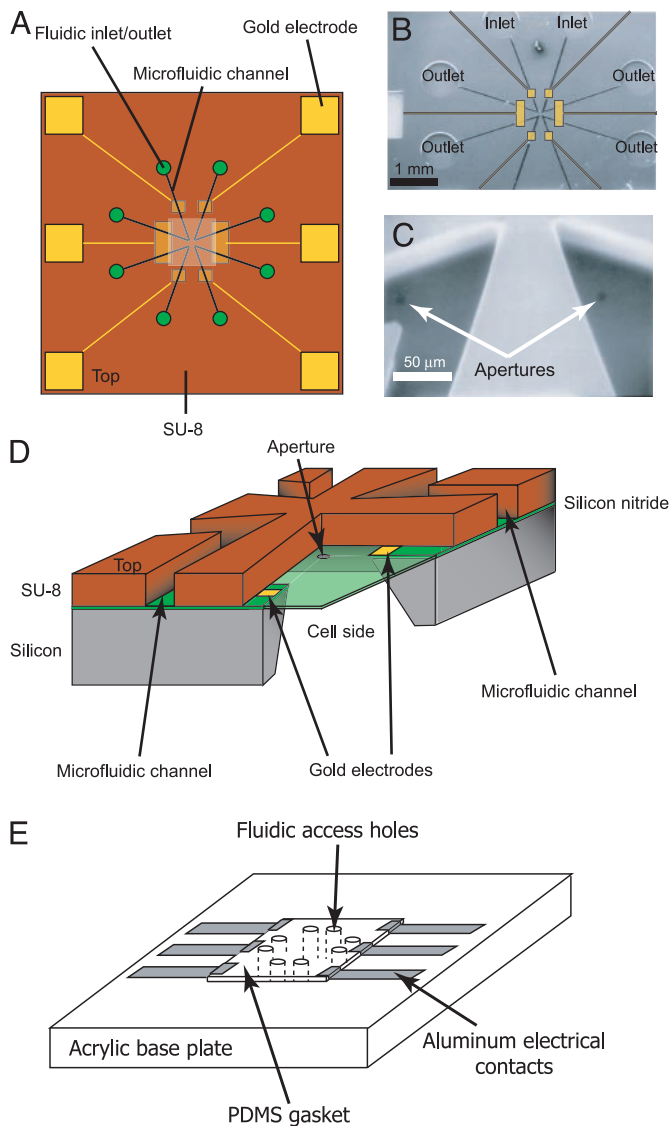 A
Fluidic inlet/outlet
Gold electrode
Microfluidic channel
Top
SU-8
B
Inlet
Inlet
Outlet
Outlet
Outlet
Outlet
1 mm
C
50 μm
Apertures
D
Aperture
Silicon nitride
Top
SU-8
Cell side
Silicon
Microfluidic channel
Microfluidic channel
Gold electrodes
E
Fluidic access holes
Acrylic base plate
Aluminum electrical
contacts
PDMS gasket